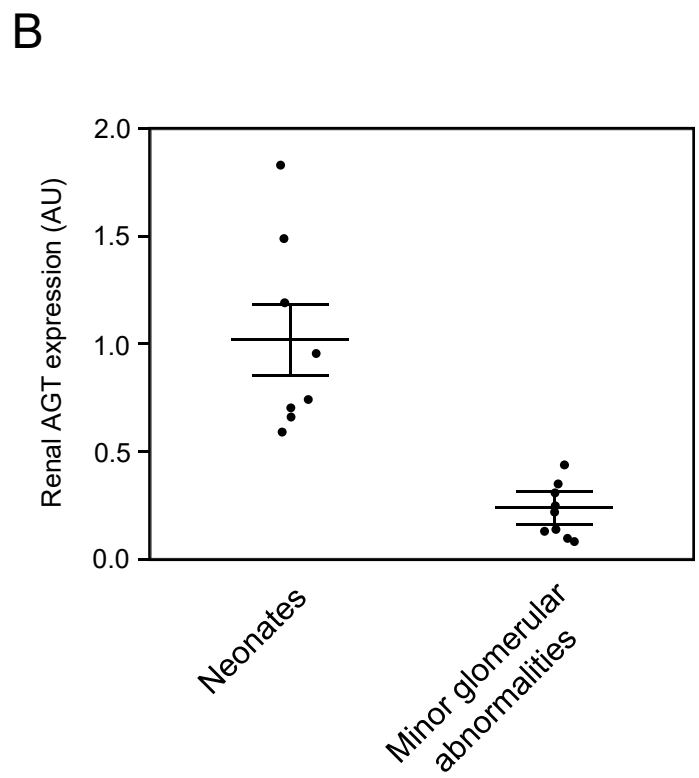 B
Renal AGT expression (AU)
2.0
1.5
1.0
0.5
0.0
Neonates
Minor glomerular
abnormalities